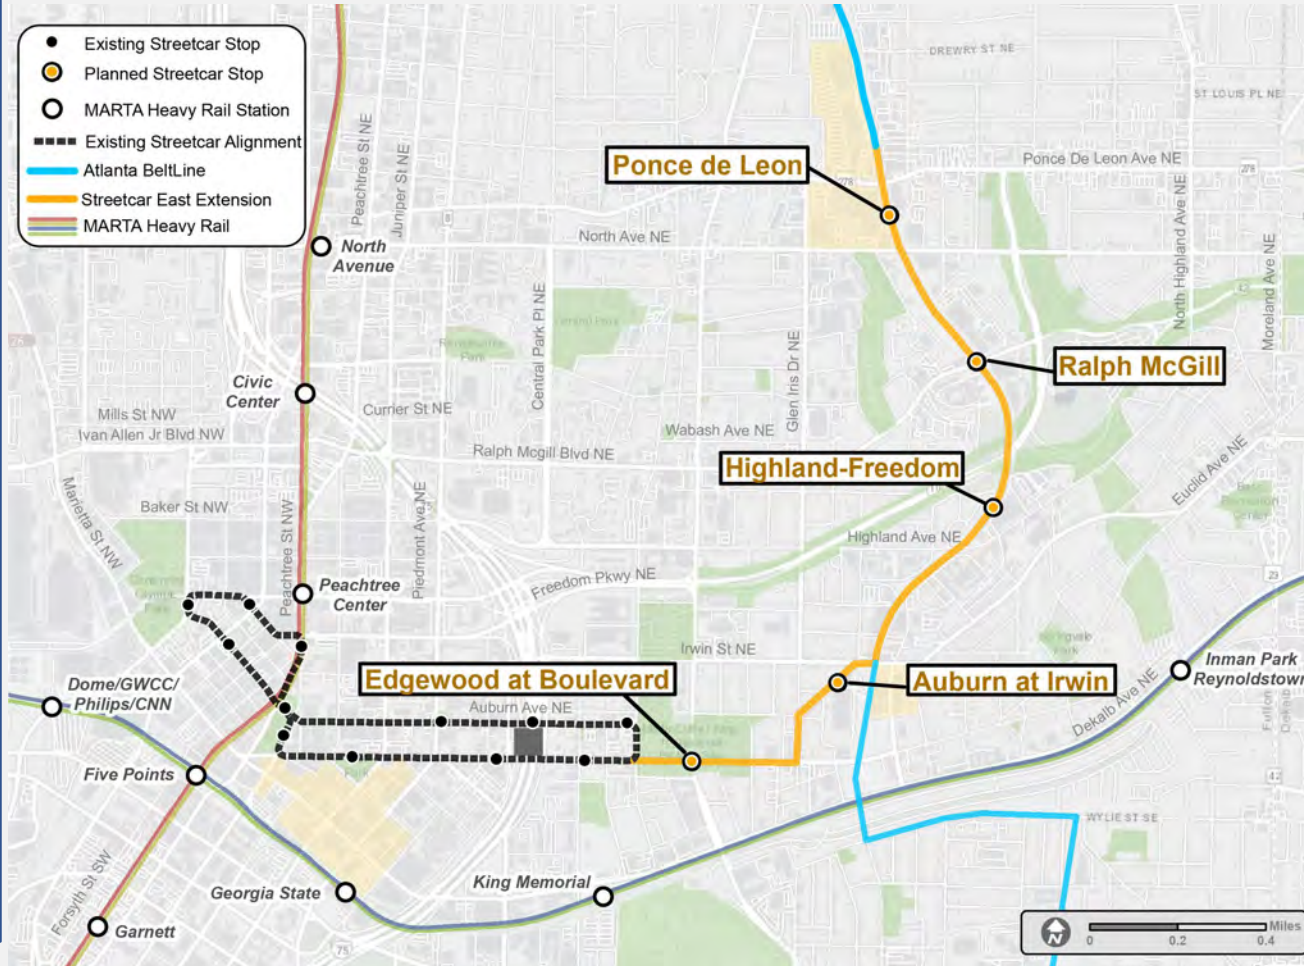 Existing Streetcar Stop
Planned Streetcar Stop
MARTA Heavy Rail Station
Existing Streetcar Alignment
Atlanta BeltLine
Streetcar East Extension
MARTA Heavy Rail
DREWRY ST NE
ST LOUIS PL NE
Peachtree St NE
Juniper St NE
Ponce de Leon
Ponce De Leon Ave NE
278
278
North Ave NE
North
Avenue
North Highland Ave NE
Moreland Ave NE
Central Park Pl NE
Central Park
Glen Iris Dr NE
Ralph McGill
Civic
Center
Currier St NE
Mills St NW
Ivan Allen Jr Blvd NW
Wabash Ave NE
Ralph Mcgill Blvd NE
Highland-Freedom
Euclid Ave NE
Marietta St NW
Baker St NW
Peachtree St NW
Piedmont Ave NE
Highland Ave NE
Freedom Pkwy NE
23
Peachtree
Center
Irwin St NE
Edgewood at Boulevard
Auburn at Irwin
Inman Park
Reynoldstown
Dome/GWCC/
Philips/CNN
Auburn Ave NE
Dekalb Ave NE
Five Points
42
WYLIE ST SE
Forsyth St SW
Georgia State
King Memorial
Garnett
75
N
Miles
0
0.2
0.4